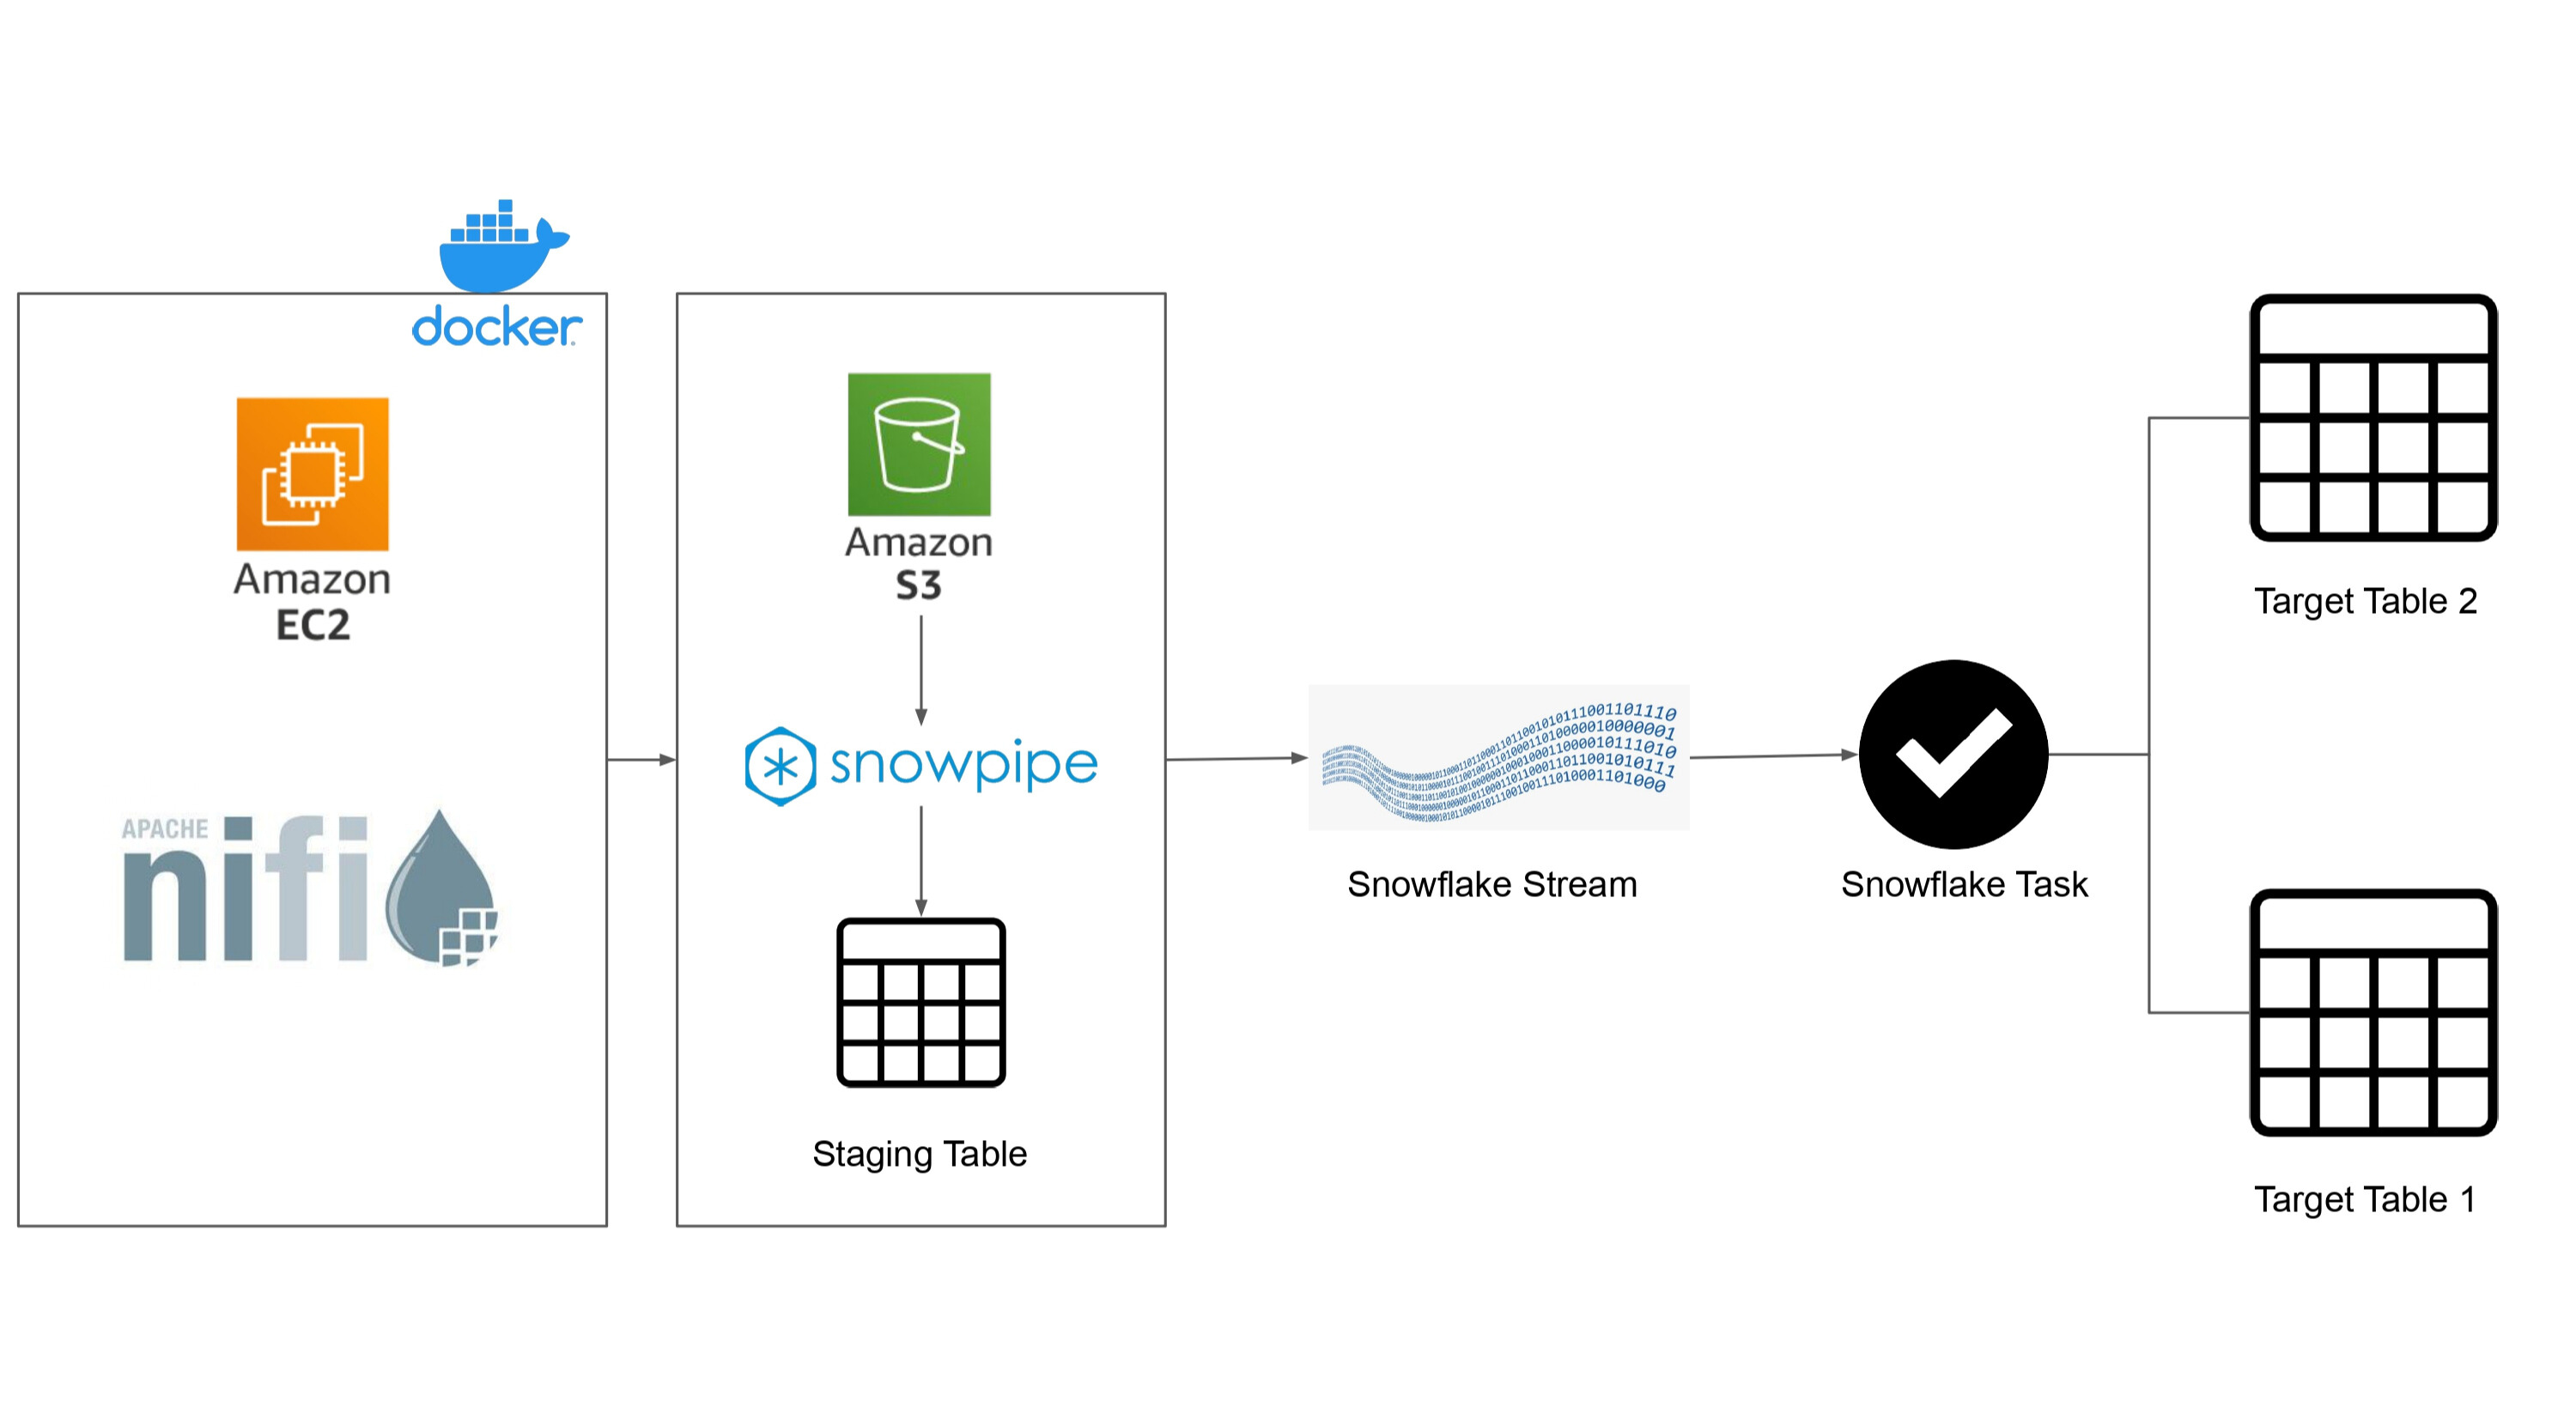 docker
Amazon
EC2
APACHE
nifi
Amazon
S3
snowpipe
Staging Table
Snowflake Stream
Snowflake Task
Target Table 2
Target Table 1